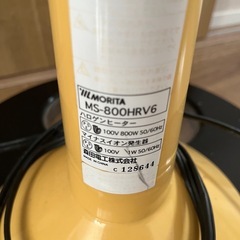 MORITA
MS-800HRV6
ハロゲンヒーター
100V 800W 50/60Hz
マイナスイオン発生器
100V 1W 50/60Hz
森田電工株式会社
C 128644